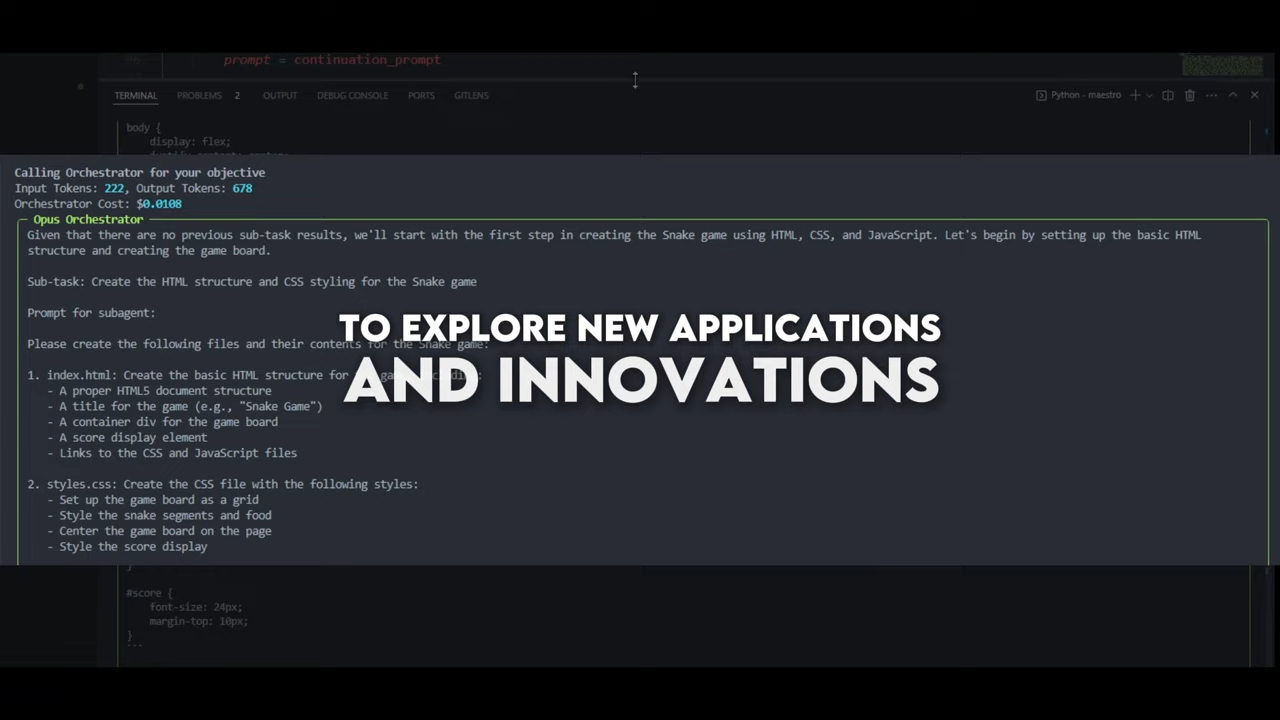 prompt = continuation_prompt
TERMINAL PROBLEMS 2 OUTPUT DEBUG CONSOLE PORTS GITLENS
Python - maestro
body {
display: flex;
Calling Orchestrator for your objective
Input Tokens: 222, Output Tokens: 678
Orchestrator Cost: $0.0108
Opus Orchestrator
Given that there are no previous sub-task results, we'll start with the first step in creating the Snake game using HTML, CSS, and JavaScript. Let's begin by setting up the basic HTML
structure and creating the game board.
Sub-task: Create the HTML structure and CSS styling for the Snake game
Prompt for subagent:
TO EXPLORE NEW APPLICATIONS
Please create the following files and their contents for the Snake game:
AND INNOVATIONS
1. index.html: Create the basic HTML structure for
- A proper HTML5 document structure
- A title for the game (e.g., "Snake Game")
- A container div for the game board
- A score display element
- Links to the CSS and JavaScript files
2. styles.css: Create the CSS file with the following styles:
- Set up the game board as a grid
- Style the snake segments and food
- Center the game board on the page
- Style the score display
}
#score {
font-size: 24px;
margin-top: 10px;
}
```